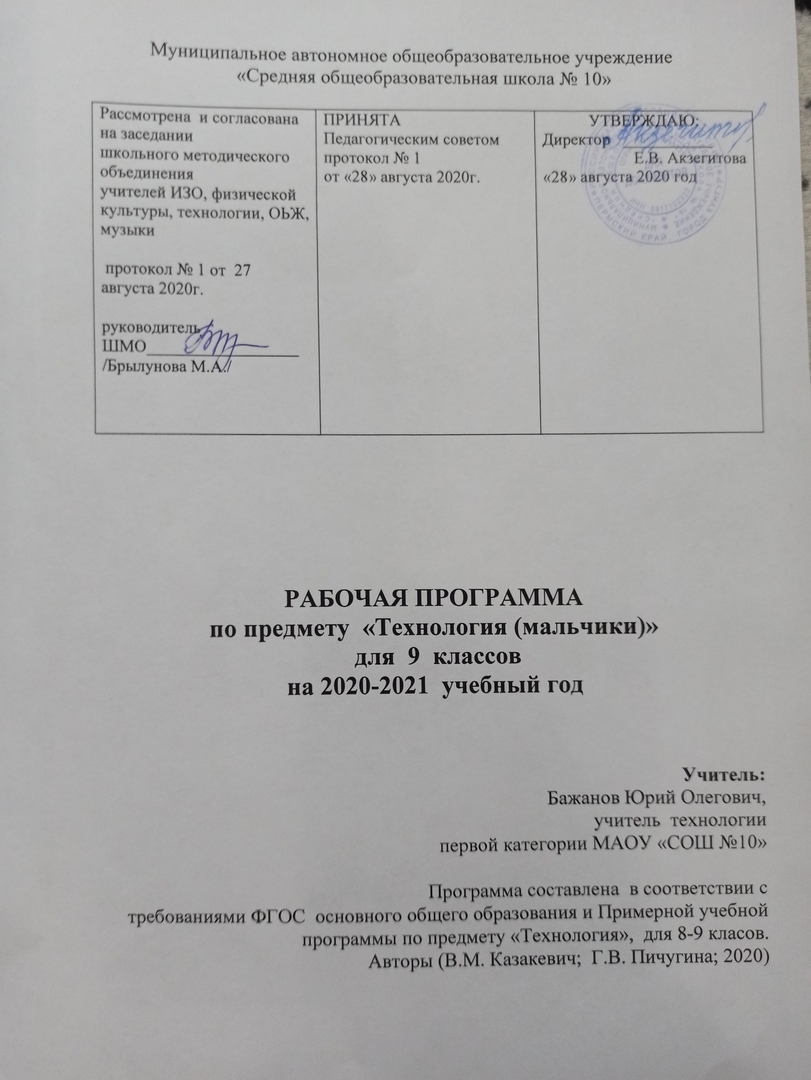 Муниципальное автономное общеобразовательное учреждение
«Средняя общеобразовательная школа № 10»
Рассмотрена и согласована
на заседании
школьного методического
объединения
учителей ИЗО, физической
культуры, технологии, ОБЖ,
музыки
протокол № 1 от 27
августа 2020г.
руководитель
ШМО
/Брылунова М.А./
ПРИНЯТА
Педагогическим советом
протокол № 1
от «28» августа 2020г.
УТВЕРЖДАЮ:
Директор
Е.В. Акзегитова
«28» августа 2020 год
РАБОЧАЯ ПРОГРАММА
по предмету «Технология (мальчики)»
для 9 классов
на 2020-2021 учебный год
Учитель:
Бажанов Юрий Олегович,
учитель технологии
первой категории МАОУ «СОШ №10»
Программа составлена в соответствии с
требованиями ФГОС основного общего образования и Примерной учебной
программы по предмету «Технология», для 8-9 класов.
Авторы (В.М. Казакевич; Г.В. Пичугина; 2020)